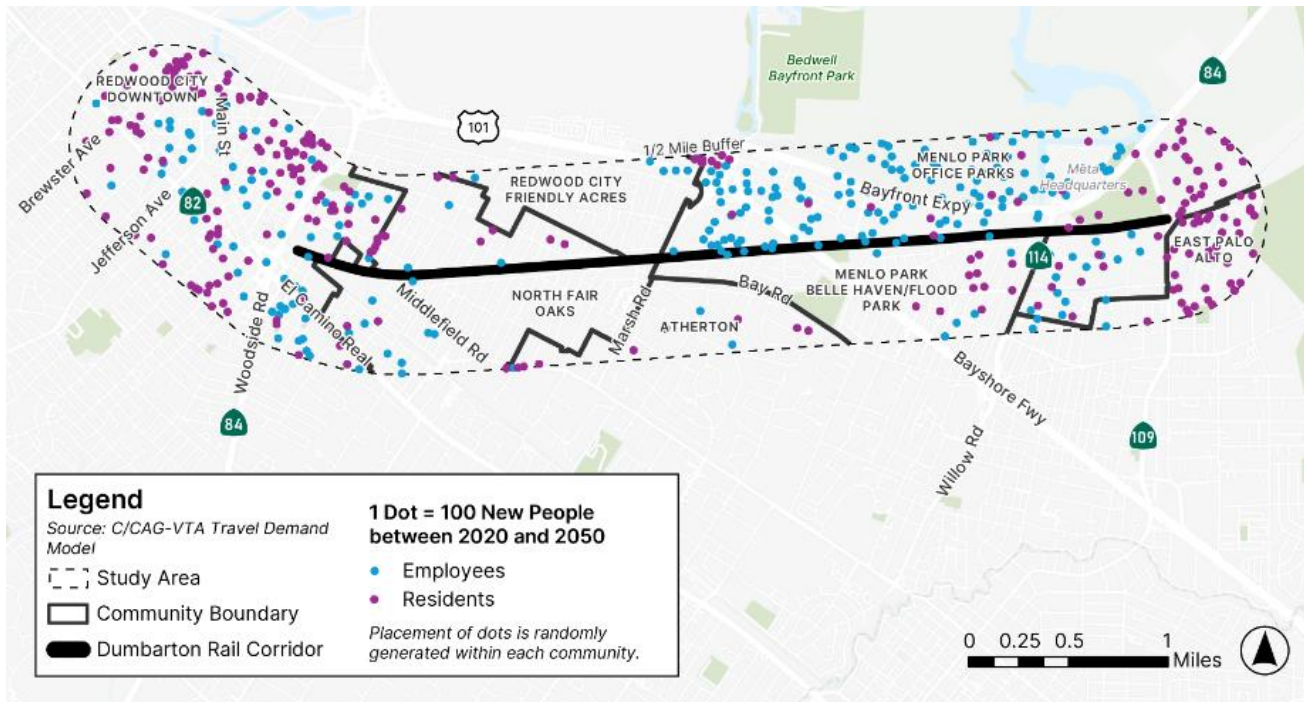 Bedwell
Bayfront Park
84
REDWOOD CITY
DOWNTOWN
Main St
101
1/2 Mile Buffer
Brewster Ave
MENLO PARK
OFFICE PARKS
Meta
Headquarters
REDWOOD CITY
FRIENDLY ACRES
Bayfront Expy
82
Jefferson Ave
EAST PALO
ALTO
114
MENLO PARK
BELLE HAVEN/FLOOD
PARK
Bay Rd
NORTH FAIR
OAKS
Marsh Rd
ATHERTON
El Camino Real
Middlefield Rd
Woodside Rd
Bayshore Fwy
84
109
Willow Rd
Legend
Source: C/CAG-VTA Travel Demand
Model
Study Area
Community Boundary
Dumbarton Rail Corridor
1 Dot = 100 New People
between 2020 and 2050
Employees
Residents
Placement of dots is randomly
generated within each community.
0 0.25 0.5 1
Miles